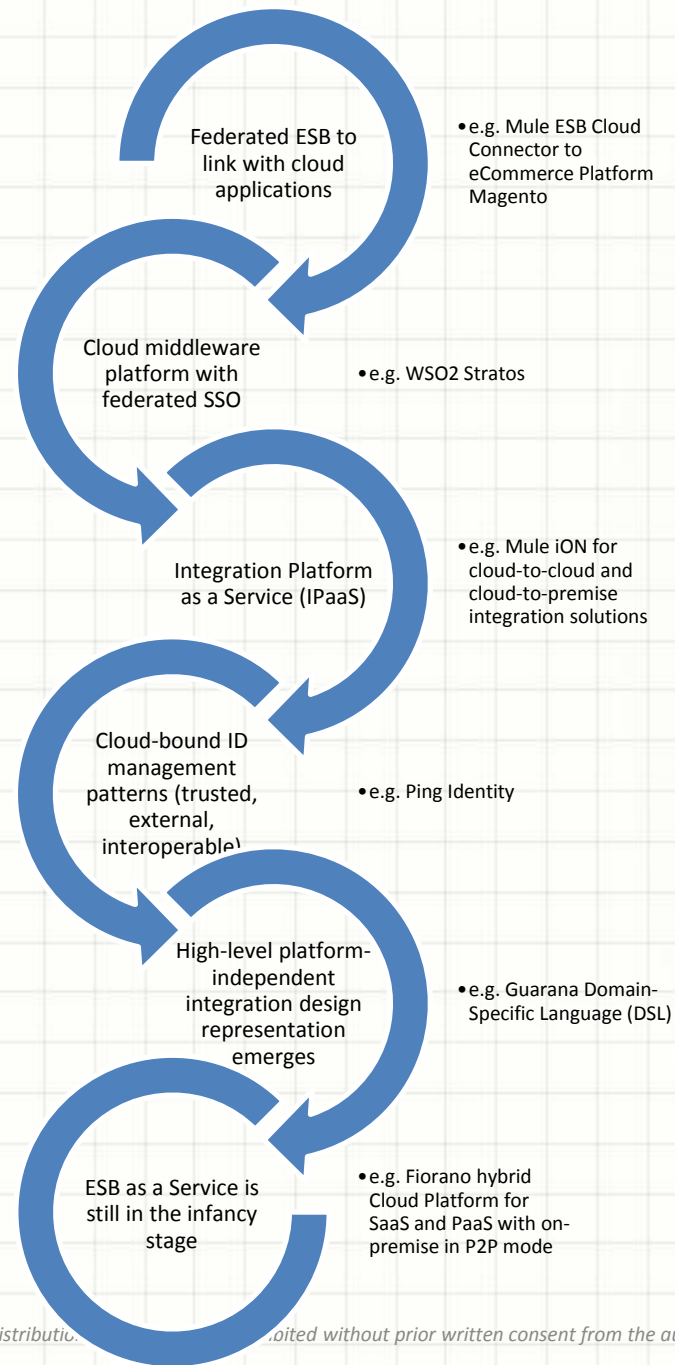 Federated ESB to
link with cloud
applications
•e.g. Mule ESB Cloud
Connector to
eCommerce Platform
Magento
Cloud middleware
platform with
federated SSO
•e.g. WSO2 Stratos
Integration Platform
as a Service (IPaaS)
•e.g. Mule iON for
cloud-to-cloud and
cloud-to-premise
integration solutions
Cloud-bound ID
management
patterns (trusted,
external,
interoperable)
•e.g. Ping Identity
High-level platform-
independent
integration design
representation
emerges
•e.g. Guarana Domain-
Specific Language (DSL)
ESB as a Service is
still in the infancy
stage
•e.g. Fiorano hybrid
Cloud Platform for
SaaS and PaaS with on-
premise in P2P mode
without prior written consent from the